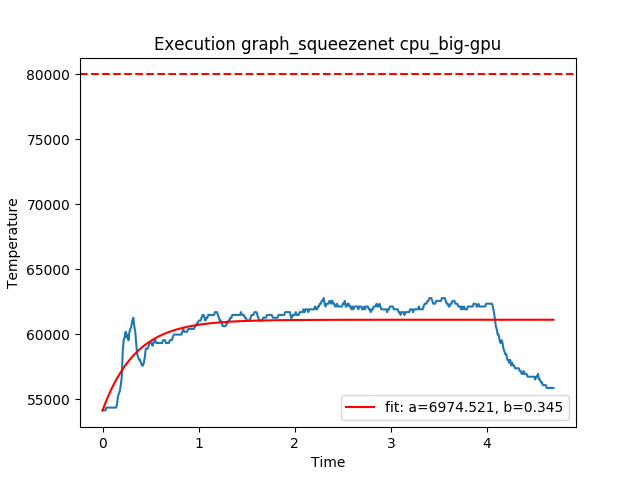 Execution graph_squeezenet cpu_big-gpu
80000
75000
70000
65000
60000
55000
Temperature
0
1
2
3
4
Time
fit: a=6974.521, b=0.345